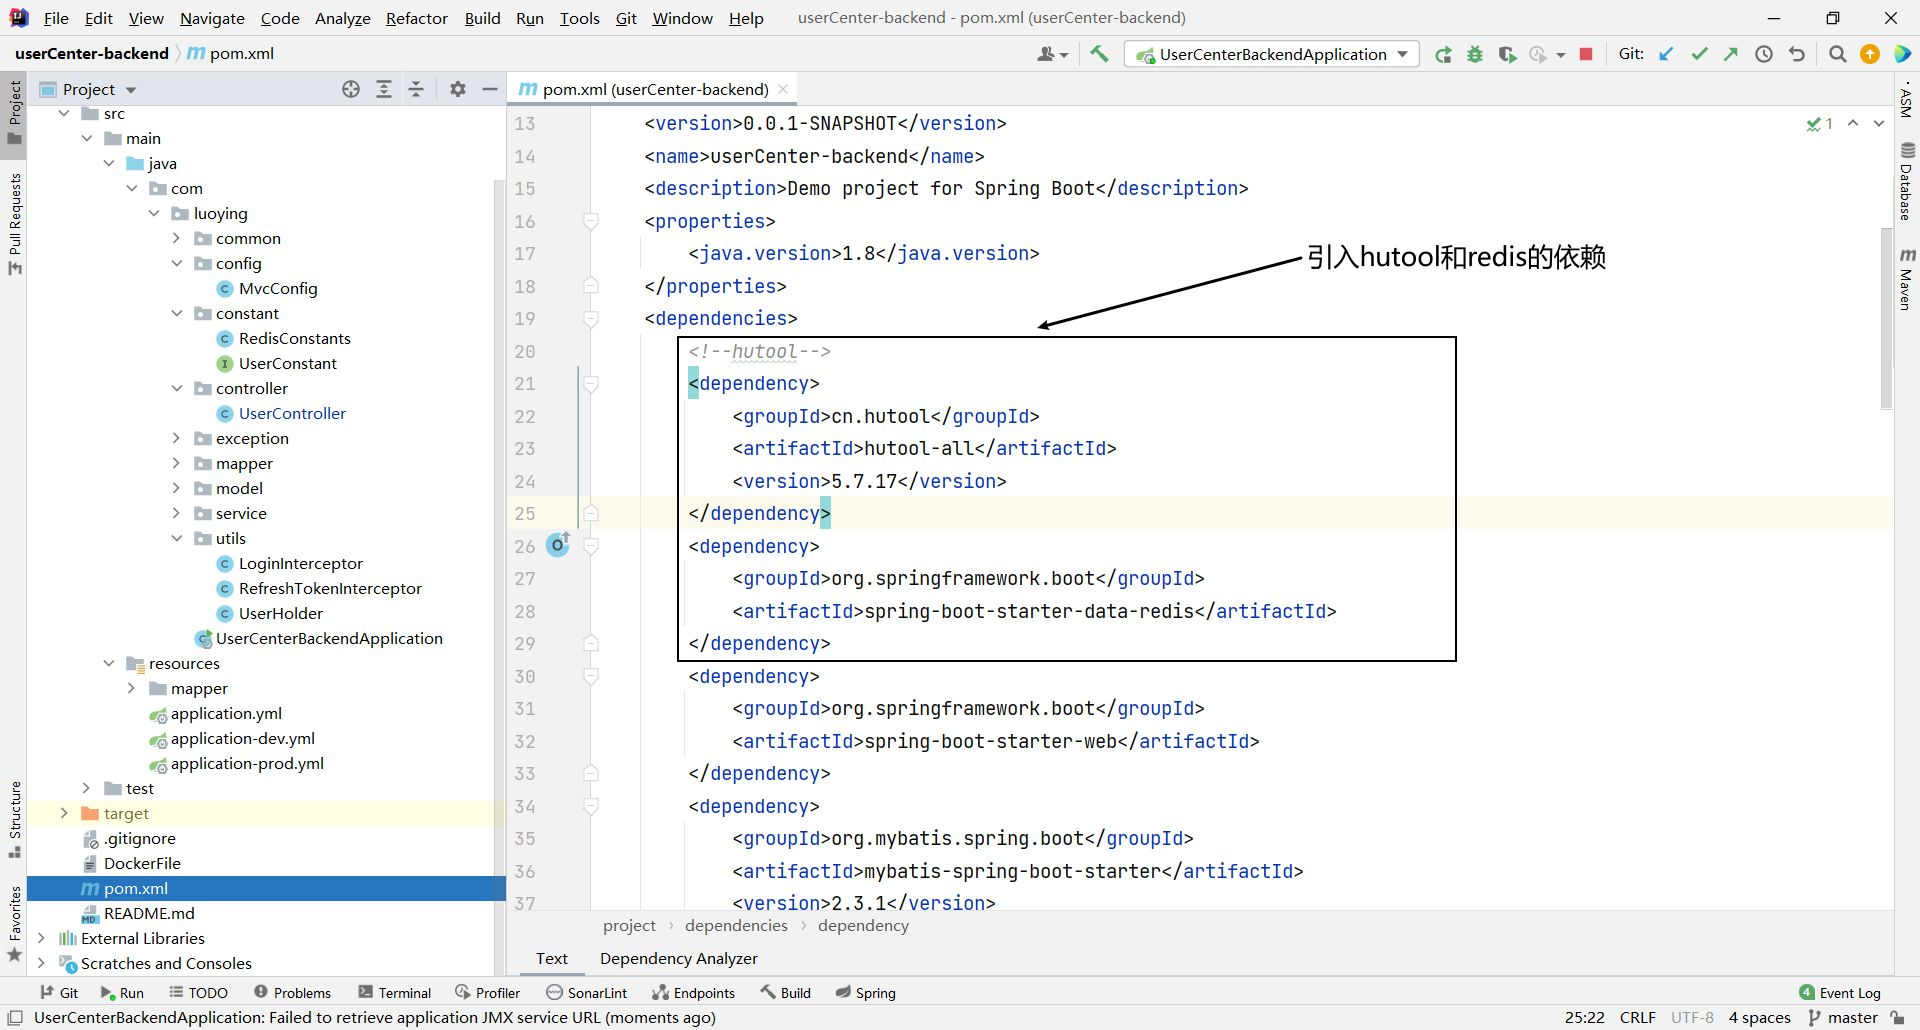 File Edit View Navigate Code Analyze Refactor Build Run Tools Git Window Help userCenter-backend - pom.xml (userCenter-backend)
userCenter-backend pom.xml UserCenterBackendApplication Git:
Project
pom.xml (userCenter-backend)
Project
Pull Requests
Structure
Favorites
src
main
java
com
luoying
common
config
MvcConfig
constant
RedisConstants
UserConstant
controller
UserController
exception
mapper
model
service
utils
LoginInterceptor
RefreshTokenInterceptor
UserHolder
UserCenterBackendApplication
resources
mapper
application.yml
application-dev.yml
application-prod.yml
test
target
.gitignore
DockerFile
pom.xml
README.md
External Libraries
Scratches and Consoles
13 <version>0.0.1-SNAPSHOT</version>
14 <name>userCenter-backend</name>
15 <description>Demo project for Spring Boot</description>
16 <properties>
17 <java.version>1.8</java.version>
18 </properties>
19 <dependencies>
20 <!--hutool-->
21 <dependency>
22 <groupId>cn.hutool</groupId>
23 <artifactId>hutool-all</artifactId>
24 <version>5.7.17</version>
25 </dependency>
26 <dependency>
27 <groupId>org.springframework.boot</groupId>
28 <artifactId>spring-boot-starter-data-redis</artifactId>
29 </dependency>
30 <dependency>
31 <groupId>org.springframework.boot</groupId>
32 <artifactId>spring-boot-starter-web</artifactId>
33 </dependency>
34 <dependency>
35 <groupId>org.mybatis.spring.boot</groupId>
36 <artifactId>mybatis-spring-boot-starter</artifactId>
37 <version>2.3.1</version>
引入hutool和redis的依赖
1
ASM
Database
Maven
project dependencies dependency
Text Dependency Analyzer
Git Run TODO Problems Terminal Profiler SonarLint Endpoints Build Spring 4 Event Log
UserCenterBackendApplication: Failed to retrieve application JMX service URL (moments ago) 25:22 CRLF UTF-8 4 spaces master